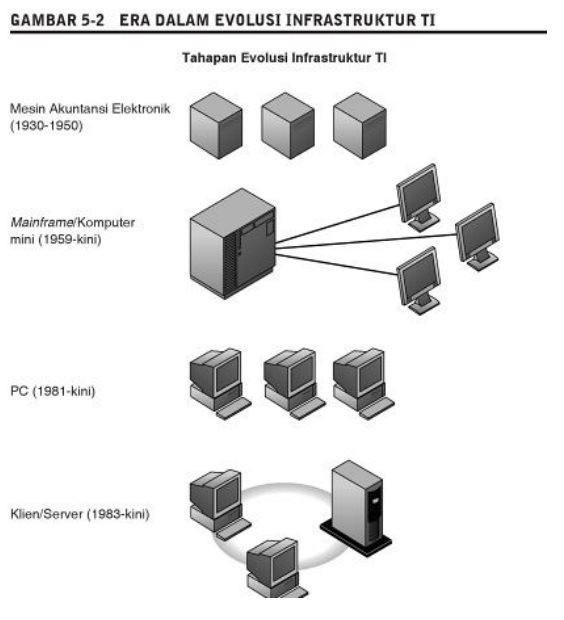 GAMBAR 5-2 ERA DALAM EVOLUSI INFRASTRUKTUR TI
Tahapan Evolusi Infrastruktur TI
Mesin Akuntansi Elektronik
(1930-1950)
Mainframe/Komputer
mini (1959-kini)
PC (1981-kini)
Klien/Server (1983-kini)